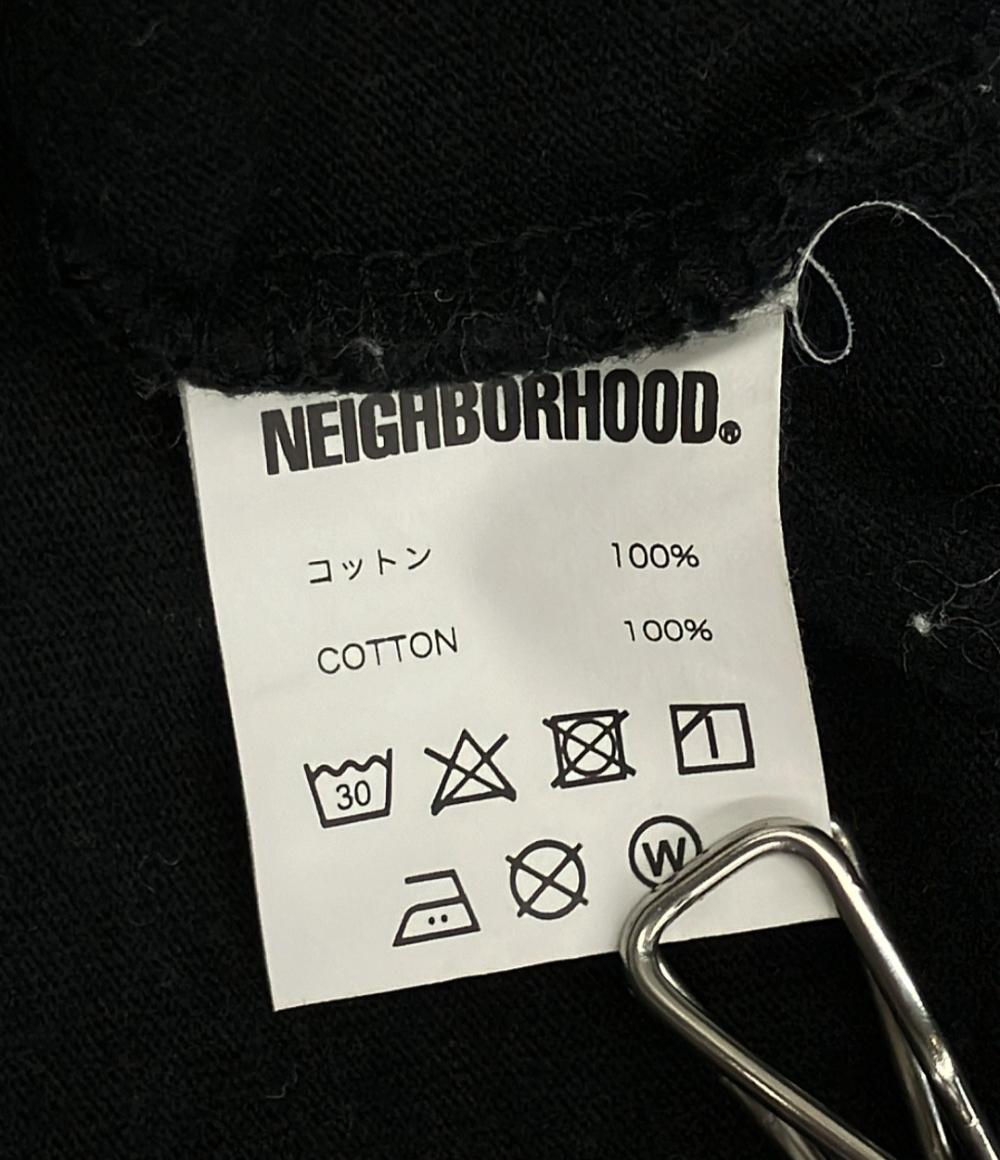 NEIGHBORHOOD®
コットン 100%
COTTON 100%
30
W